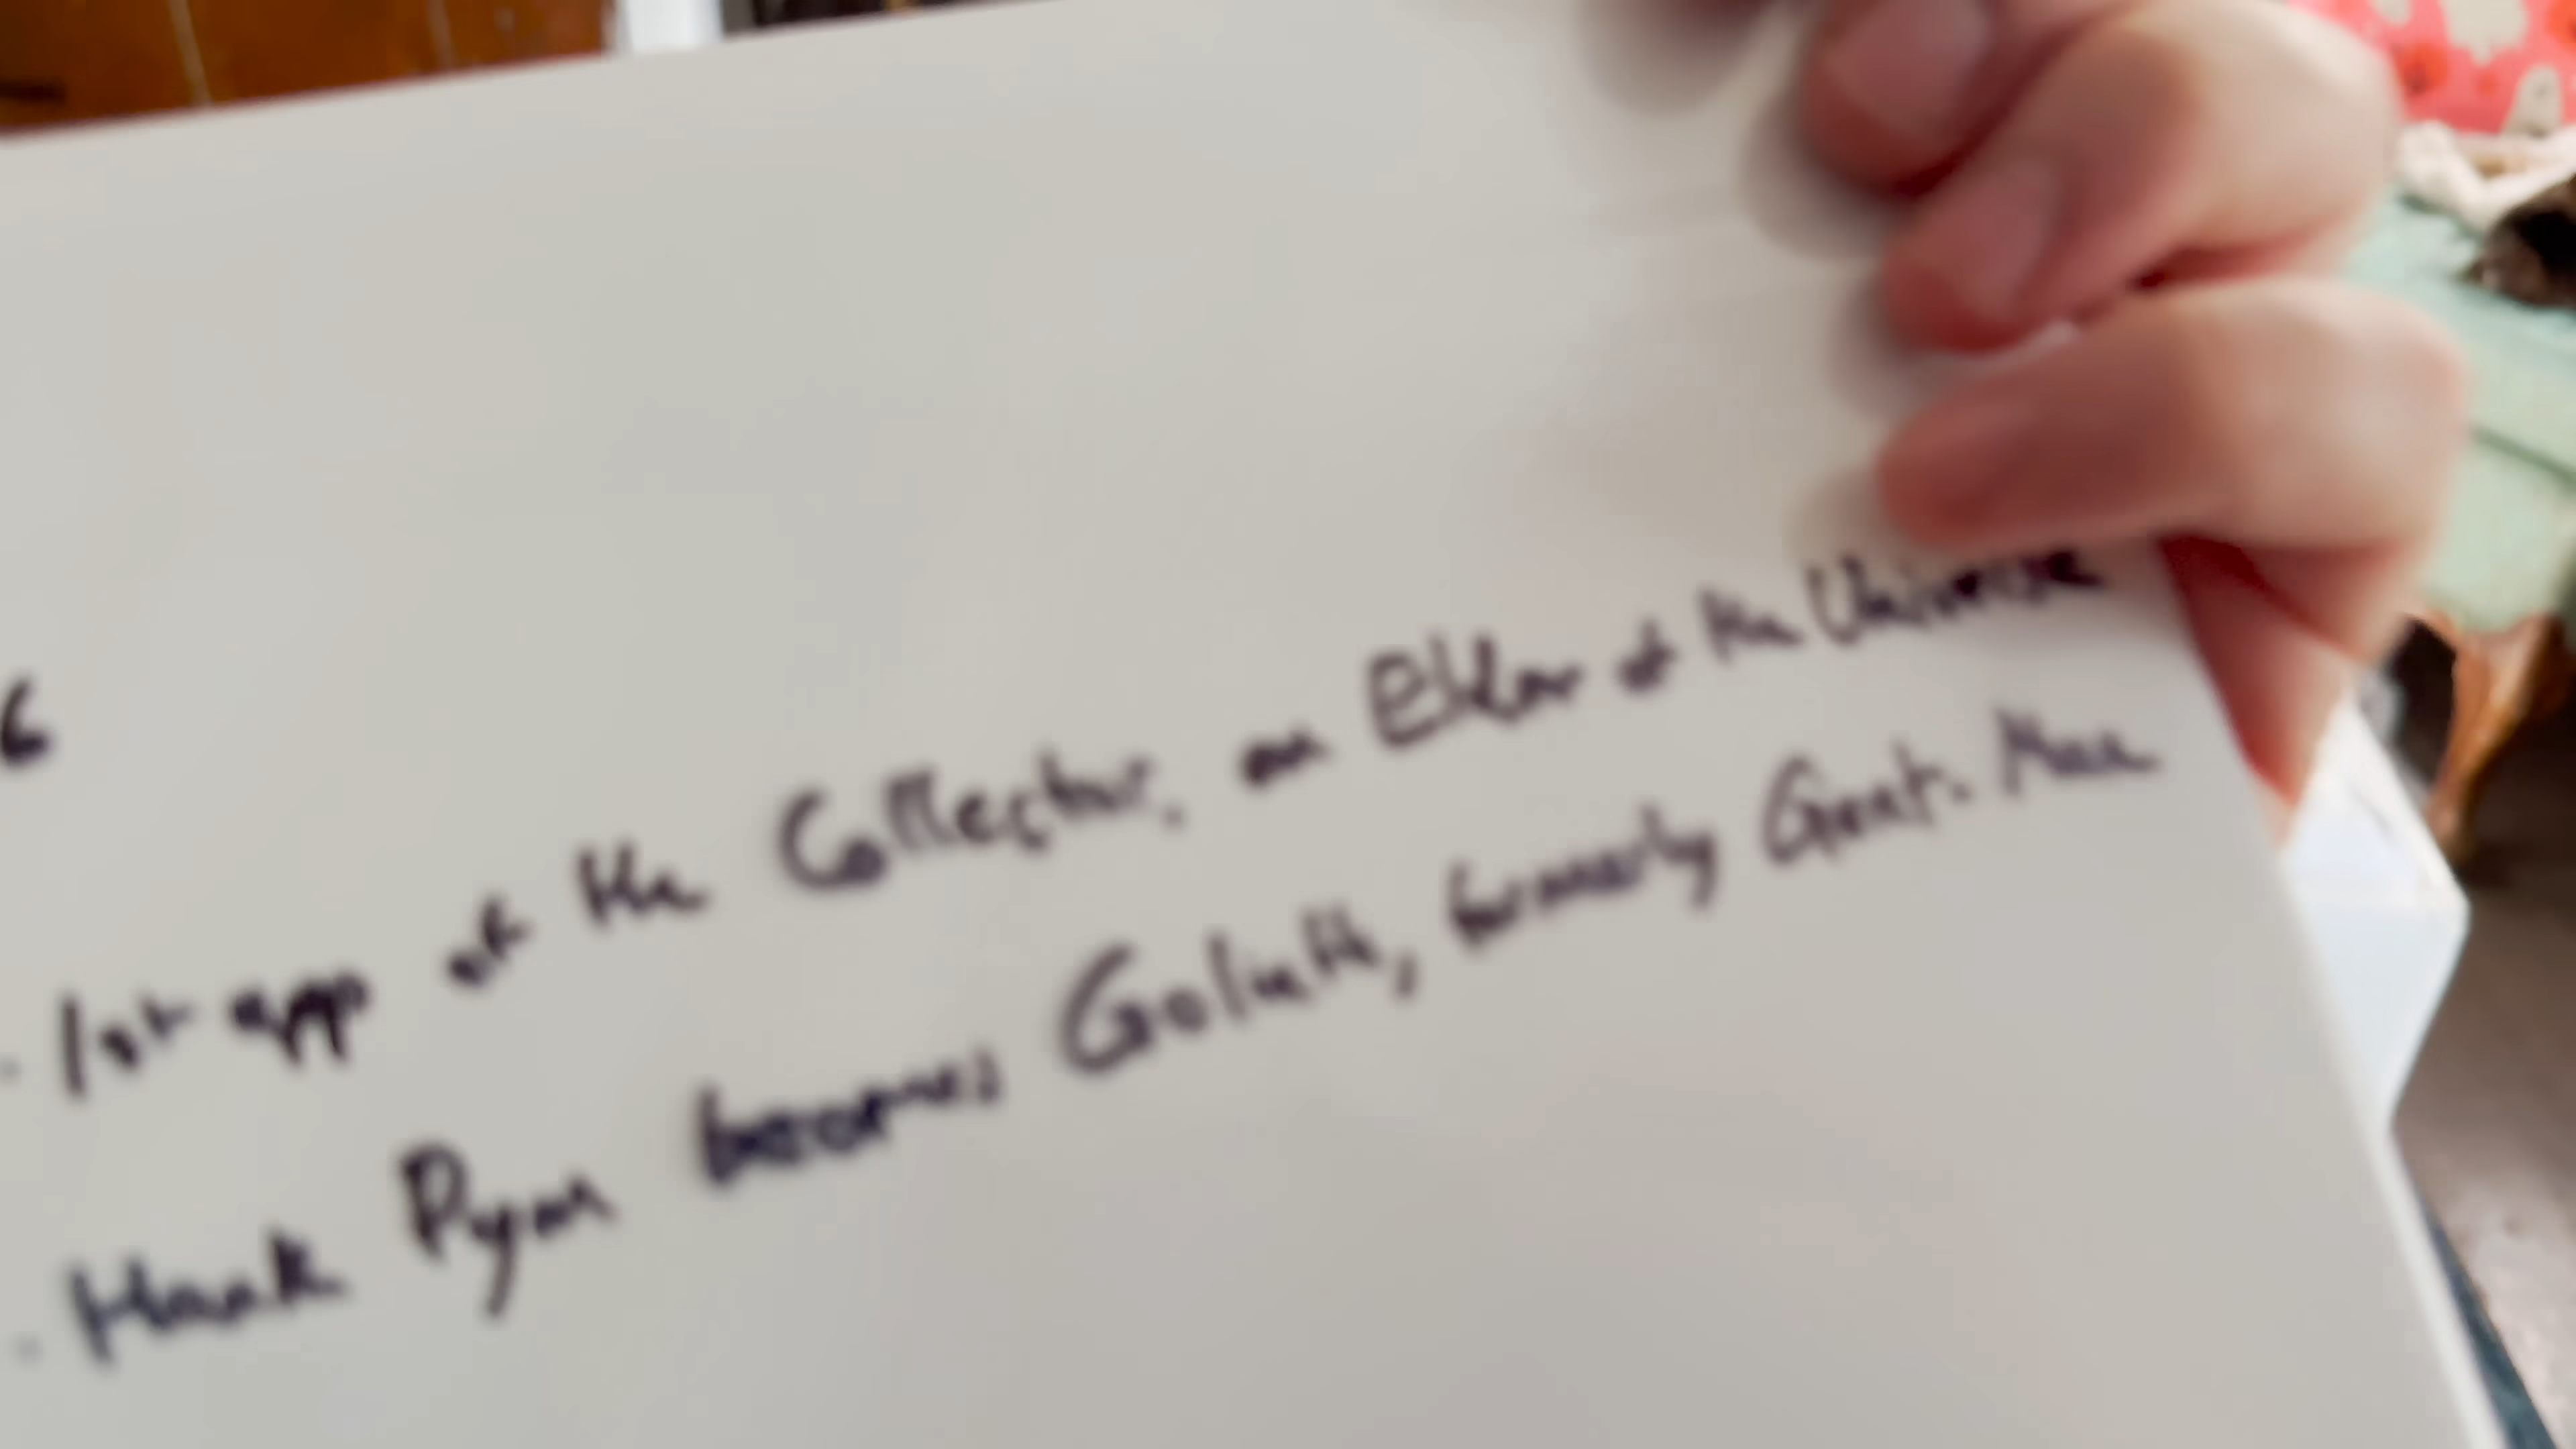 6
· 1st app of the Collector, an Elder of the Universe
· Hank Pym becomes Goliath, formerly Giant-Man